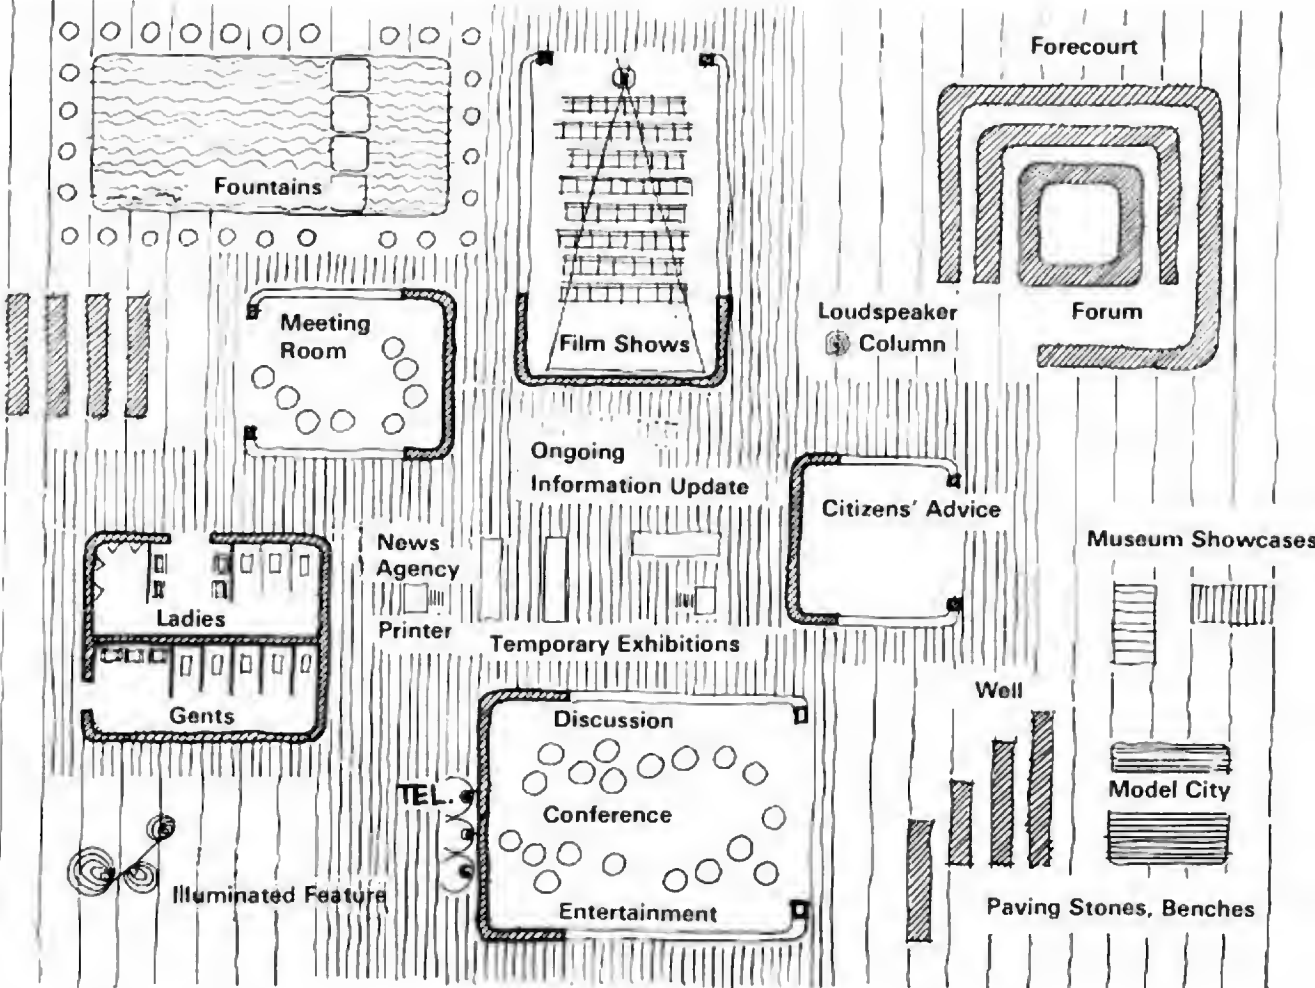 Forecourt
Fountains
Loudspeaker
Column
Forum
Meeting
Room
Film Shows
Ongoing
Information Update
Citizens' Advice
News
Agency
Museum Showcases
Ladies
Printer
Temporary Exhibitions
Gents
Well
Discussion
TEL.
Conference
Model City
Illuminated Feature
Entertainment
Paving Stones, Benches